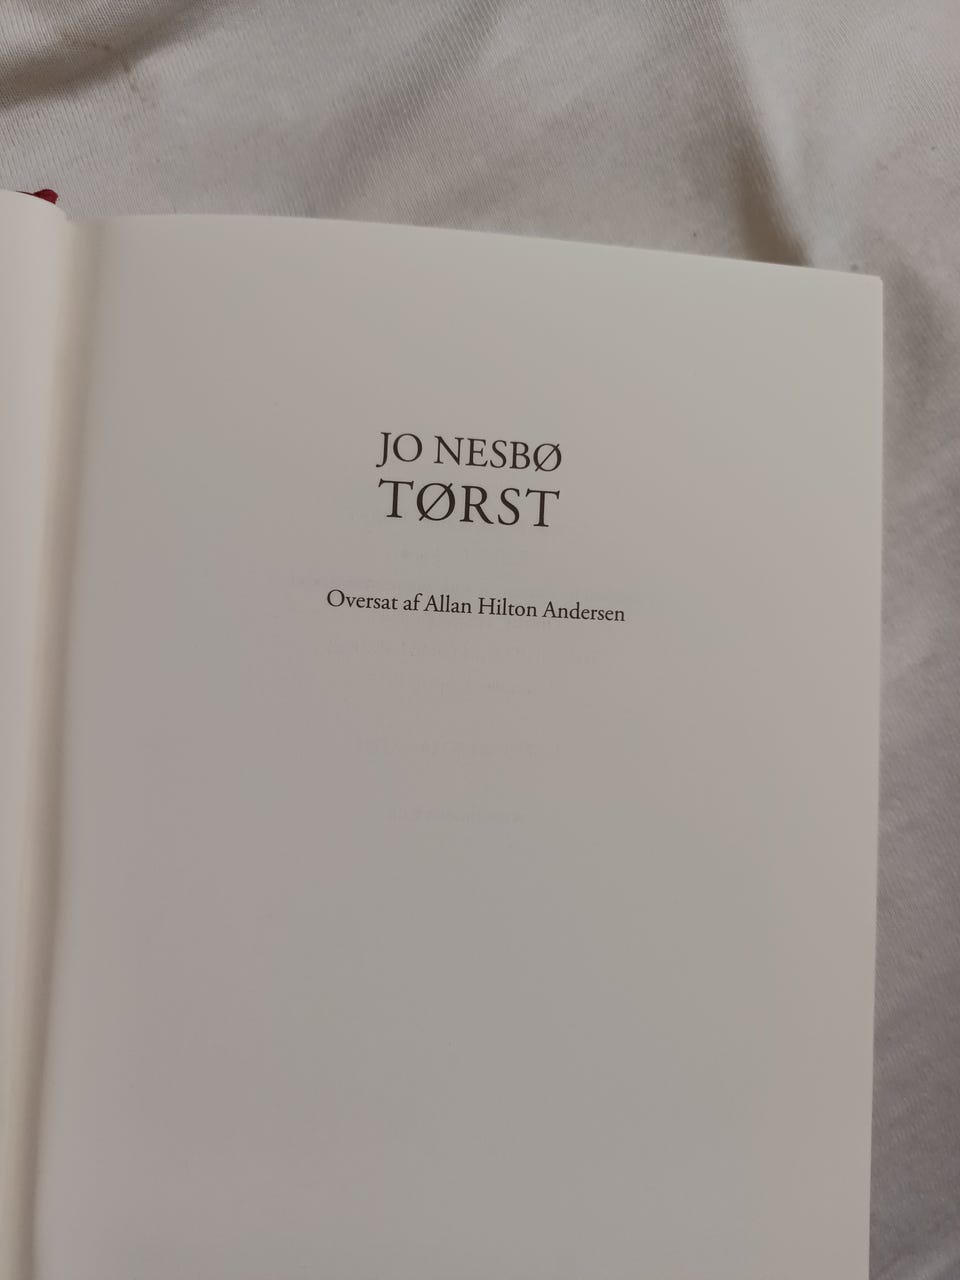 JO NESBØ
TØRST
Oversat af Allan Hilton Andersen